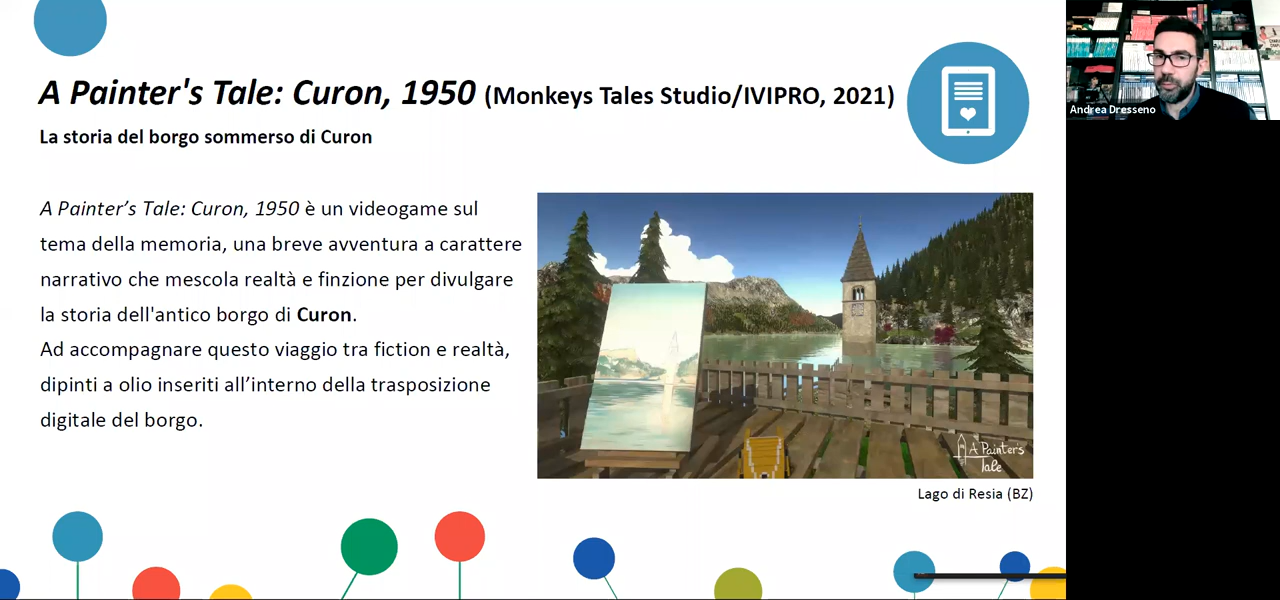 A Painter's Tale: Curon, 1950 (Monkeys Tales Studio/IVIPRO, 2021)
La storia del borgo sommerso di Curon
A Painter’s Tale: Curon, 1950 è un videogame sul
tema della memoria, una breve avventura a carattere
narrativo che mescola realtà e finzione per divulgare
la storia dell'antico borgo di Curon.
Ad accompagnare questo viaggio tra fiction e realtà,
dipinti a olio inseriti all’interno della trasposizione
digitale del borgo.
A Painter's
Tale
Lago di Resia (BZ)
Andrea Dresseno